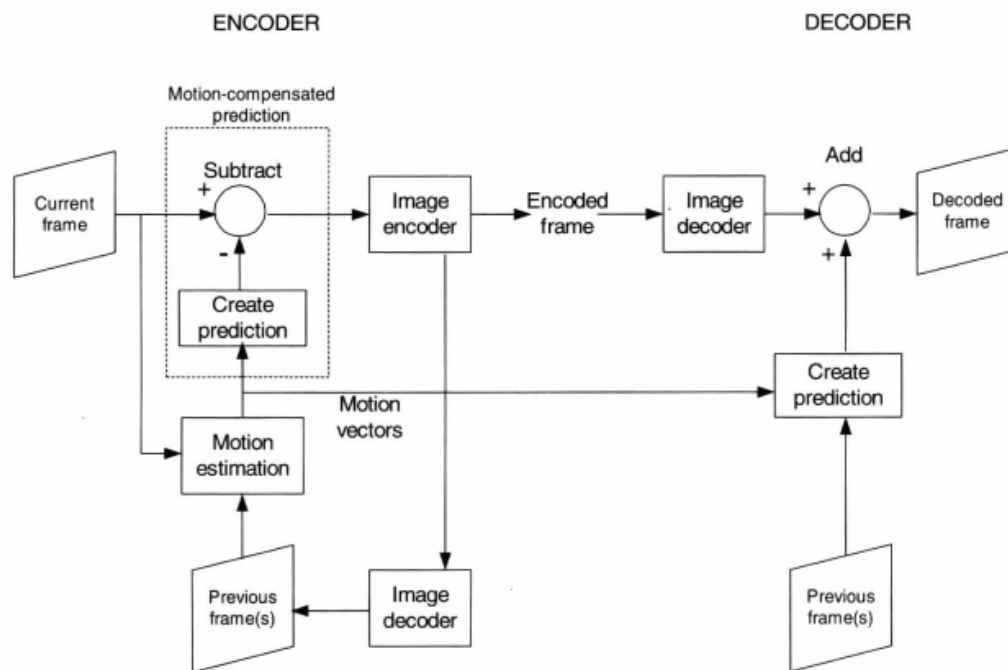 ENCODER
DECODER
Motion-compensated
prediction
Subtract
+
-
Current
frame
Image
encoder
Encoded
frame
Image
decoder
Add
+
+
Decoded
frame
Create
prediction
Create
prediction
Motion
vectors
Motion
estimation
Previous
frame(s)
Image
decoder
Previous
frame(s)